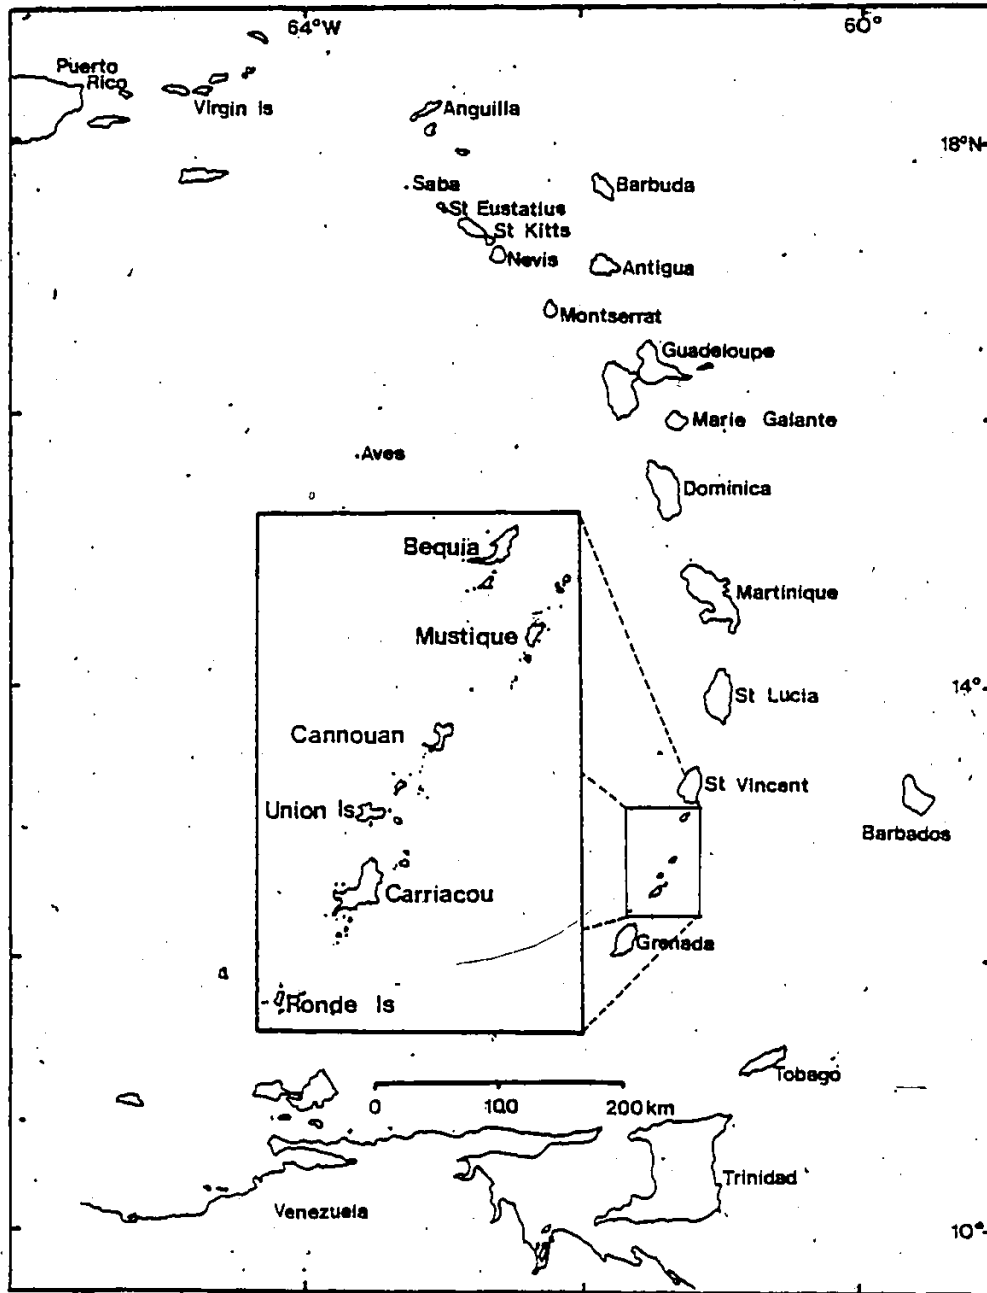 64°W
60°
Puerto
Rico
Virgin Is
Anguilla
18°N
Saba
Barbuda
St Eustatius
St Kitts
Nevis
Antigua
Montserrat
Guadeloupe
Marie Galante
Aves
Dominica
Bequia
Martinique
Mustique
14°
St Lucia
Cannouan
St Vincent
Union Is
Barbados
Carriacou
Grenada
Ronde Is
Tobago
0 100 200 km
Trinidad
Venezuela
10°